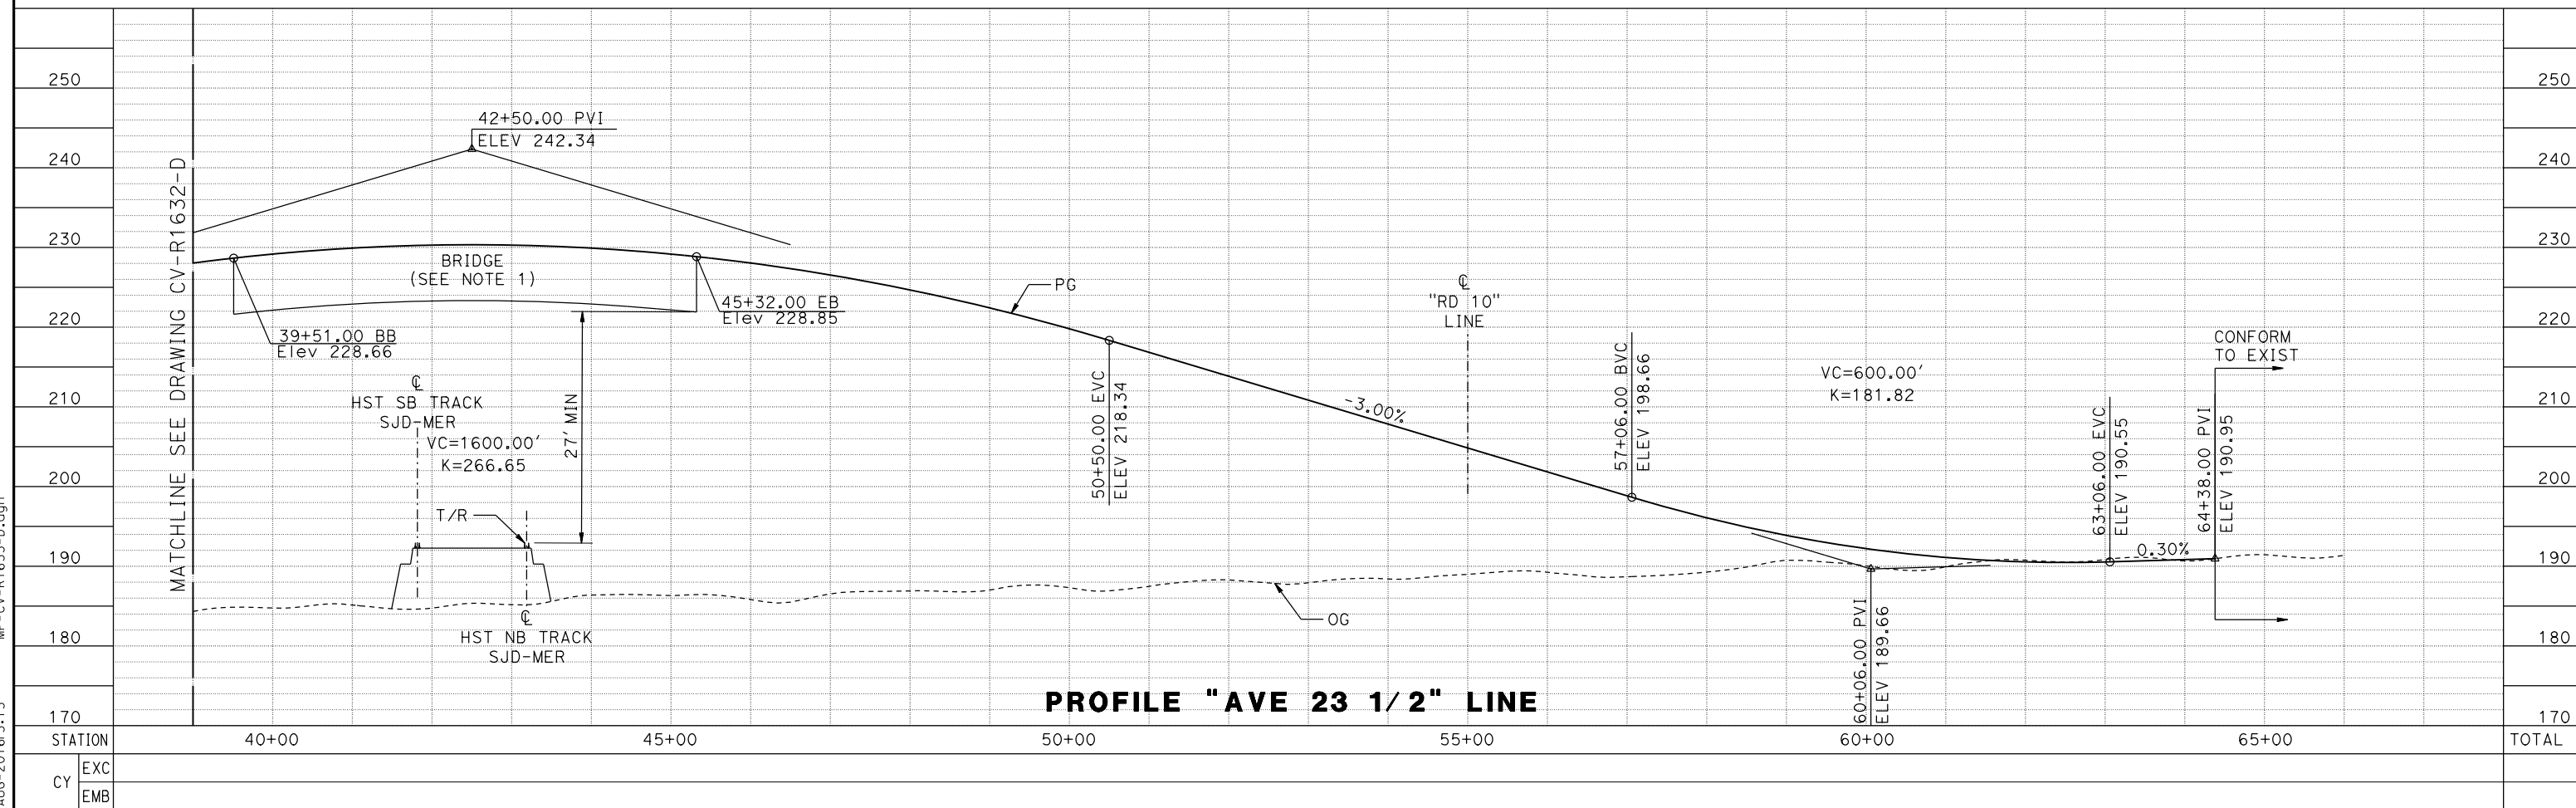 250
240
230
220
210
200
190
180
170
STATION
CY
EXC
EMB
MATCHLINE SEE DRAWING CV-R1632-D
42+50.00 PVI
ELEV 242.34
BRIDGE
(SEE NOTE 1)
39+51.00 BB
Elev 228.66
45+32.00 EB
Elev 228.85
℄
HST SB TRACK
SJD-MER
VC=1600.00'
K=266.65
27' MIN
T/R
℄
HST NB TRACK
SJD-MER
PG
50+50.00 EVC
ELEV 218.34
-3.00%
℄
"RD 10"
LINE
OG
57+06.00 BVC
ELEV 198.66
VC=600.00'
K=181.82
60+06.00 PVI
ELEV 189.66
63+06.00 EVC
ELEV 190.55
0.30%
64+38.00 PVI
ELEV 190.95
CONFORM
TO EXIST
PROFILE "AVE 23 1/2" LINE
40+00
45+00
50+00
55+00
60+00
65+00
TOTAL
250
240
230
220
210
200
190
180
170